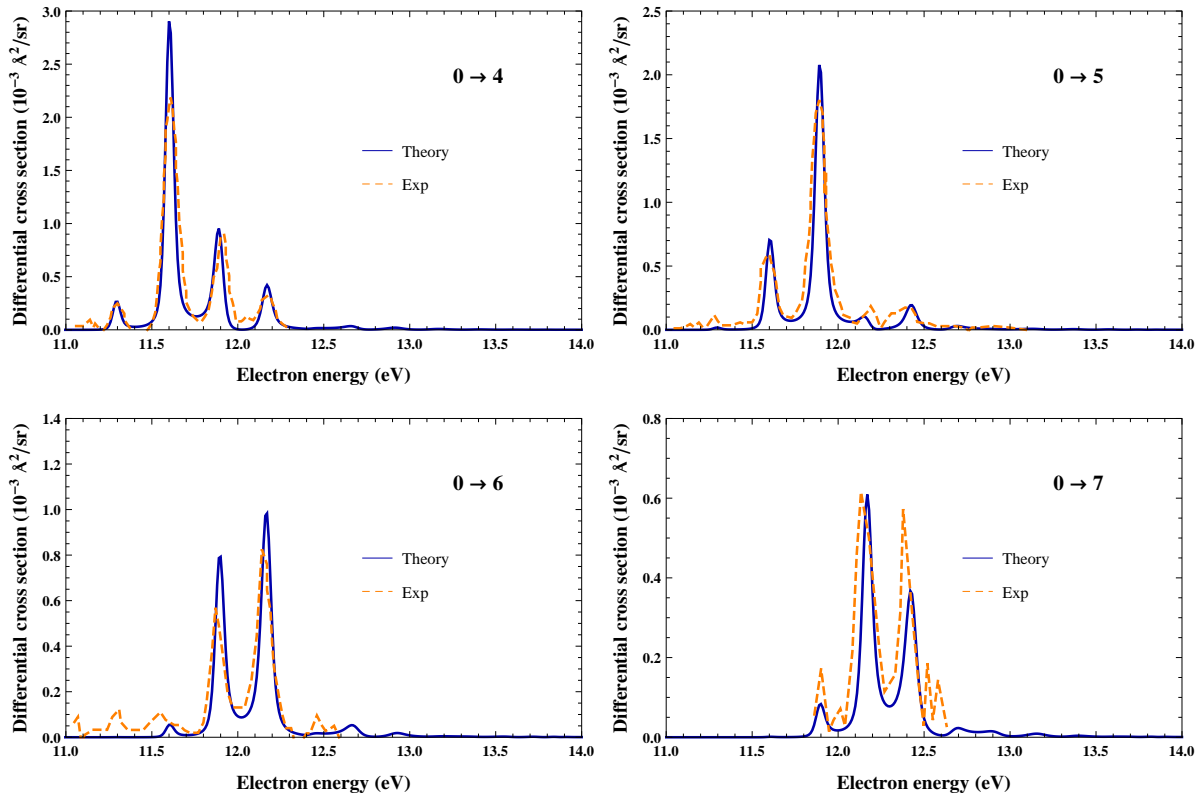 Differential cross section (10⁻³ Å²/sr)
3.0
2.5
2.0
1.5
1.0
0.5
0.0
0 → 4
Theory
Exp
11.0 11.5 12.0 12.5 13.0 13.5 14.0
Electron energy (eV)
Differential cross section (10⁻³ Å²/sr)
2.5
2.0
1.5
1.0
0.5
0.0
0 → 5
Theory
Exp
11.0 11.5 12.0 12.5 13.0 13.5 14.0
Electron energy (eV)
Differential cross section (10⁻³ Å²/sr)
1.4
1.2
1.0
0.8
0.6
0.4
0.2
0.0
0 → 6
Theory
Exp
11.0 11.5 12.0 12.5 13.0 13.5 14.0
Electron energy (eV)
Differential cross section (10⁻³ Å²/sr)
0.8
0.6
0.4
0.2
0.0
0 → 7
Theory
Exp
11.0 11.5 12.0 12.5 13.0 13.5 14.0
Electron energy (eV)